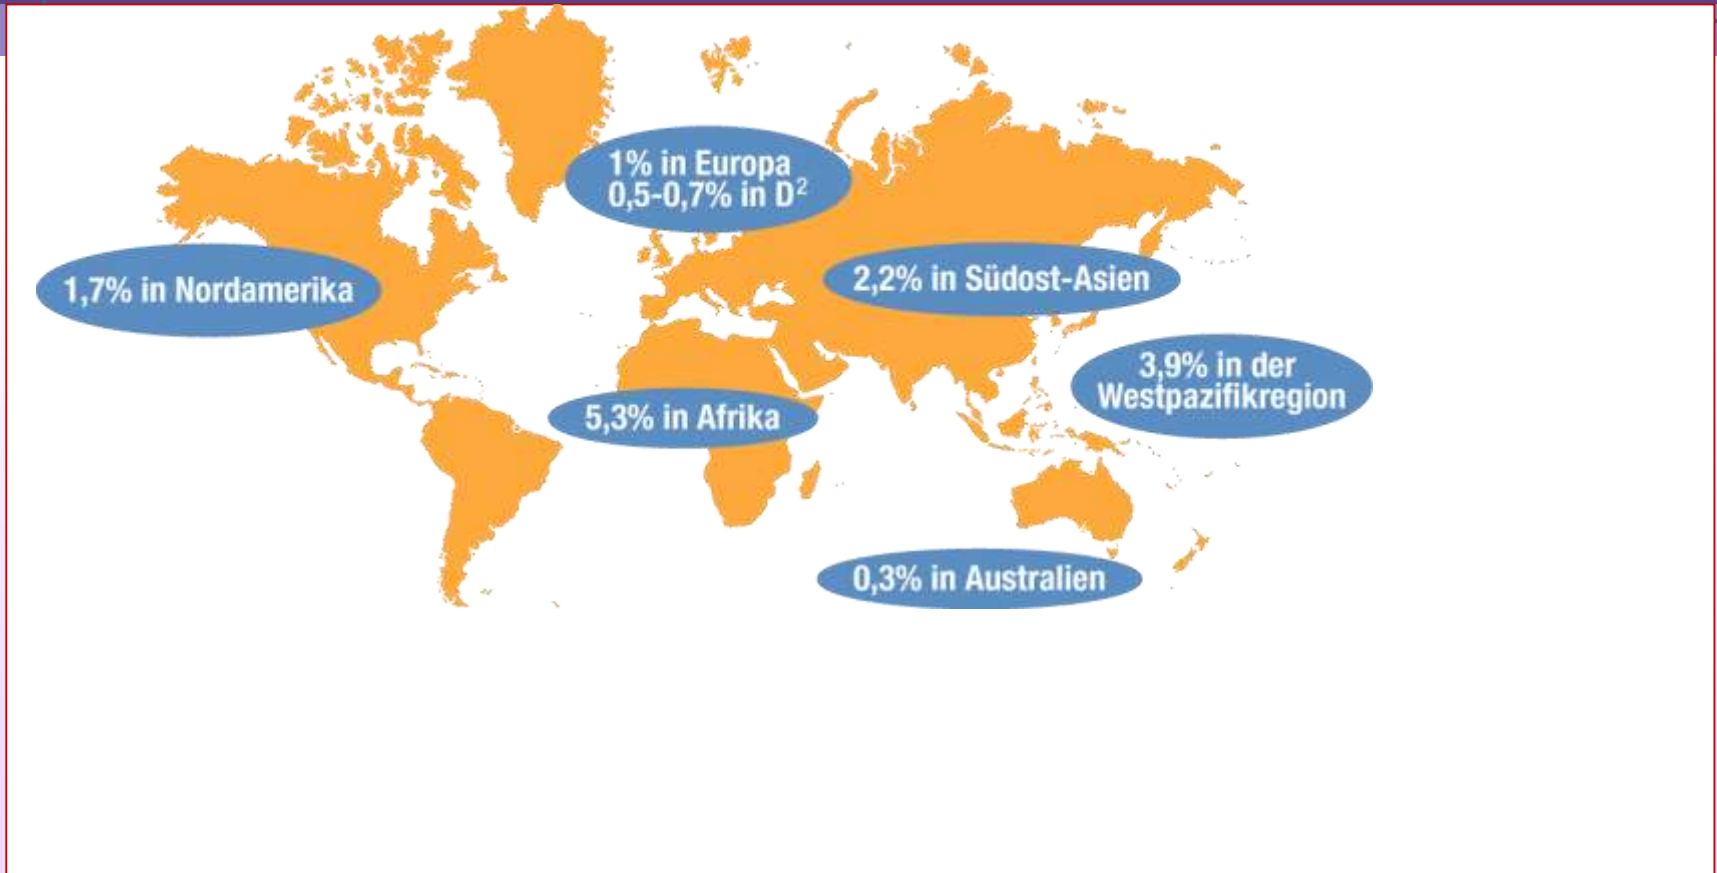 1% in Europa
0,5-0,7% in D²
1,7% in Nordamerika
2,2% in Südost-Asien
3,9% in der
Westpazifikregion
5,3% in Afrika
0,3% in Australien